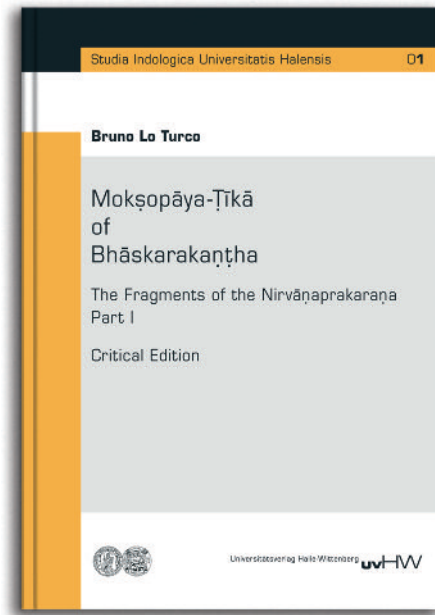 Studia Indologica Universitatis Halensis 01
Bruno Lo Turco
Mokṣopāya-Ṭīkā
of
Bhāskarakaṇṭha
The Fragments of the Nirvāṇaprakaraṇa
Part I
Critical Edition
Universitätsverlag Halle-Wittenberg uvHW